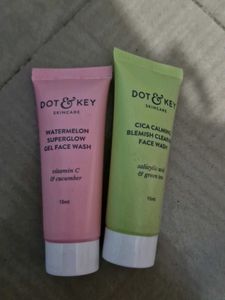 DOT & KEY
SKINCARE
WATERMELON
SUPERGLOW
GEL FACE WASH
vitamin C
& cucumber
15ml
DOT & KEY
SKINCARE
CICA CALMING
BLEMISH CLEARING
FACE WASH
salicylic acid
& green tea
15ml